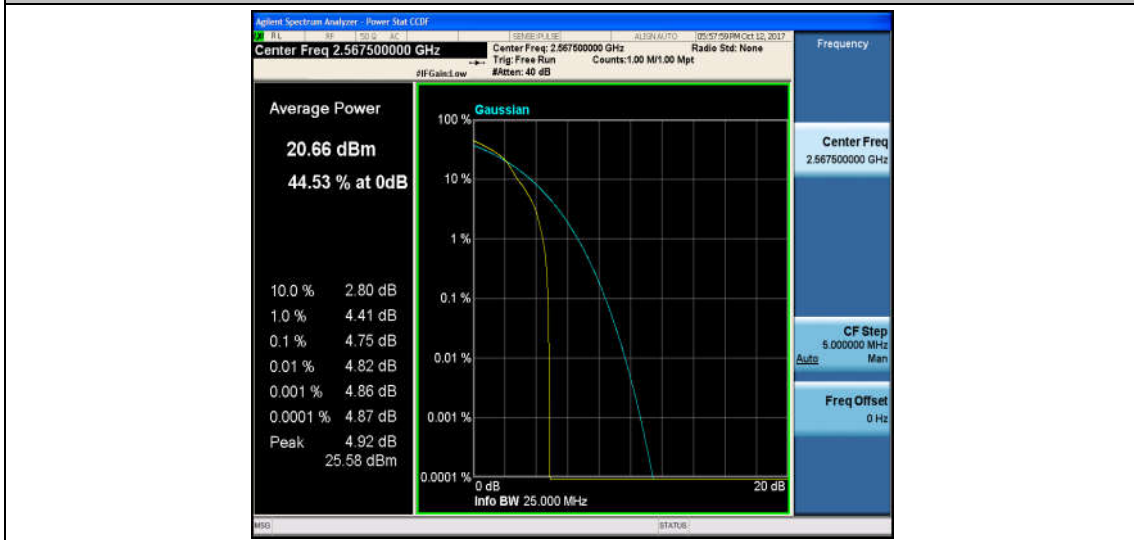 Agilent Spectrum Analyzer - Power Stat CCDF
RL RF 50 Ω AC SENSE:PULSE ALIGN AUTO 05:57:59 PM Oct 12, 2017
Center Freq 2.567500000 GHz
Center Freq: 2.567500000 GHz Radio Std: None
Trig: Free Run Counts:1.00 M/1.00 Mpt
#IFGain:Low #Atten: 40 dB
Frequency
Average Power
20.66 dBm
44.53 % at 0dB
10.0 % 2.80 dB
1.0 % 4.41 dB
0.1 % 4.75 dB
0.01 % 4.82 dB
0.001 % 4.86 dB
0.0001 % 4.87 dB
Peak 4.92 dB
25.58 dBm
Gaussian
100 %
10 %
1 %
0.1 %
0.01 %
0.001 %
0.0001 %
0 dB 20 dB
Info BW 25.000 MHz
Center Freq
2.567500000 GHz
CF Step
5.000000 MHz
Auto Man
Freq Offset
0 Hz
MSG STATUS